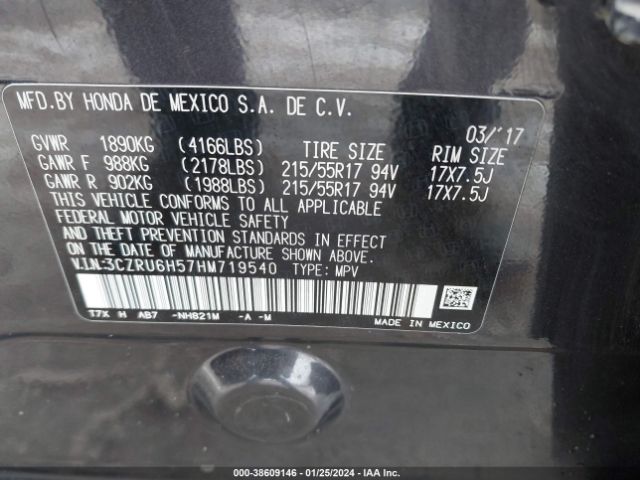 MFD.BY HONDA DE MEXICO S.A. DE C.V.
03/'17
GVWR 1890KG (4166LBS) TIRE SIZE RIM SIZE
GAWR F 988KG (2178LBS) 215/55R17 94V 17X7.5J
GAWR R 902KG (1988LBS) 215/55R17 94V 17X7.5J
THIS VEHICLE CONFORMS TO ALL APPLICABLE
FEDERAL MOTOR VEHICLE SAFETY
AND THEFT PREVENTION STANDARDS IN EFFECT
ON THE DATE OF MANUFACTURE SHOWN ABOVE.
V.I.N.:3CZRU6H57HM719540 TYPE: MPV
T7X H AB7 -NH821M -A -M
MADE IN MEXICO
000-38609146 - 01/25/2024 - IAA Inc.